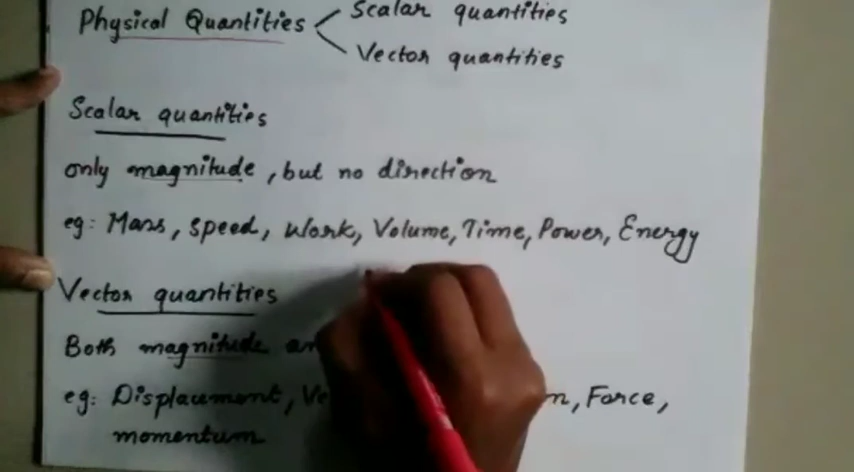 Physical Quantities
Scalar quantities
Vector quantities
Scalar quantities
only magnitude, but no direction
eg: Mass, speed, Work, Volume, Time, Power, Energy
Vector quantities
Both magnitude
eg: Displacement, Force,
momentum